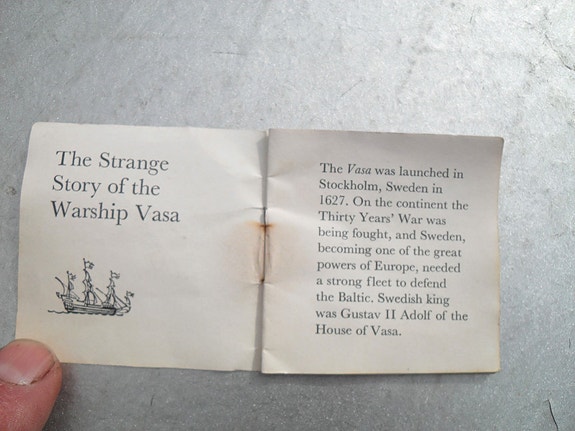 The Strange
Story of the
Warship Vasa
The Vasa was launched in
Stockholm, Sweden in
1627. On the continent the
Thirty Years' War was
being fought, and Sweden,
becoming one of the great
powers of Europe, needed
a strong fleet to defend
the Baltic. Swedish king
was Gustav II Adolf of the
House of Vasa.